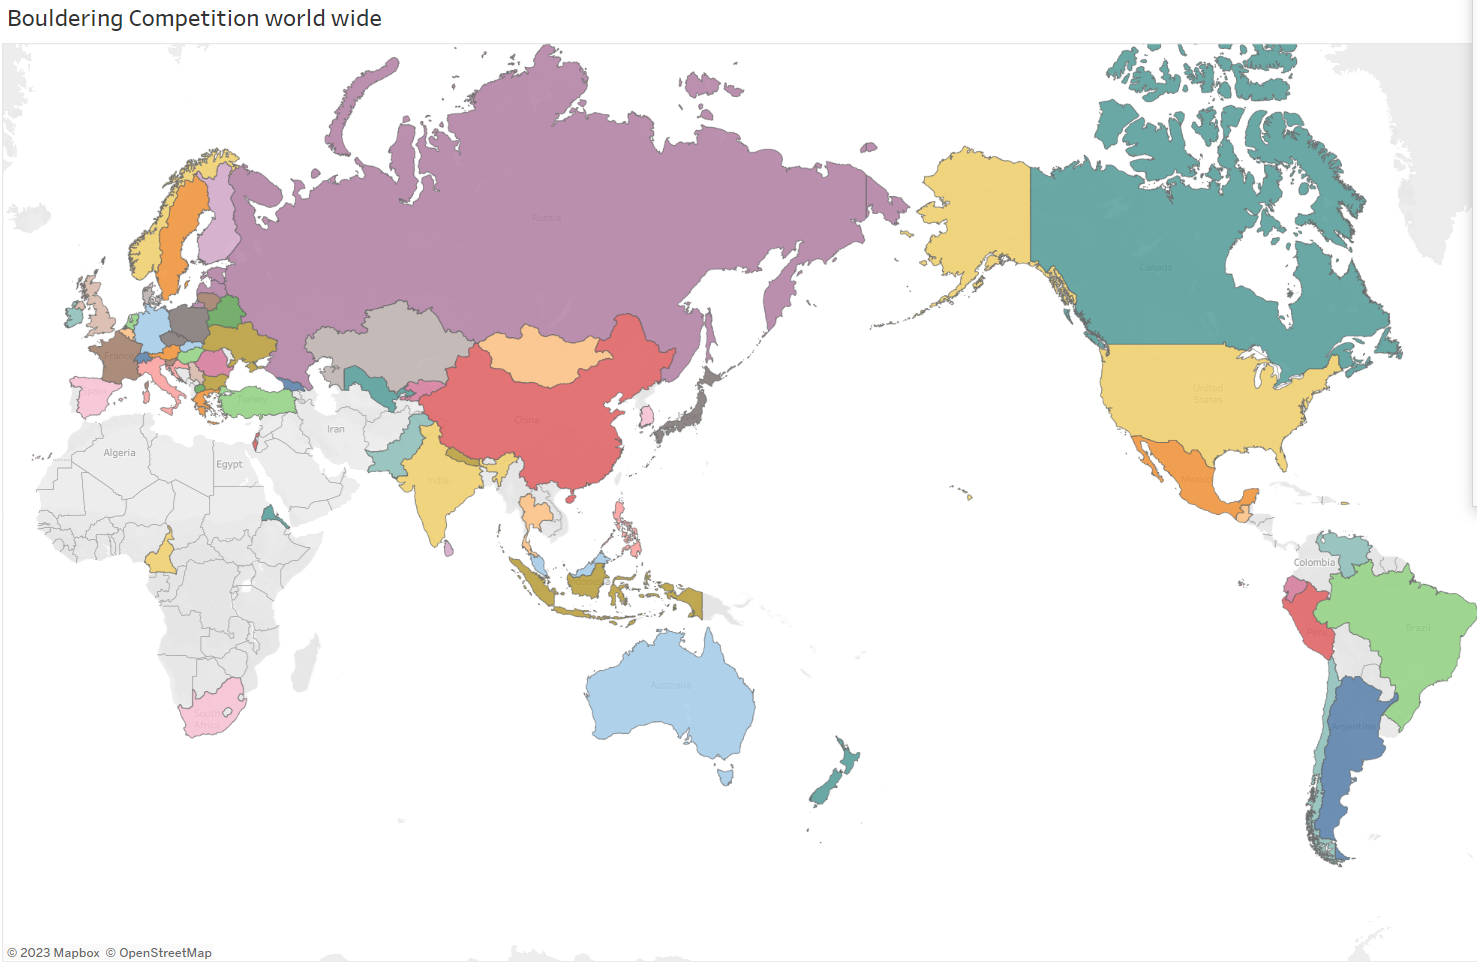 Bouldering Competition world wide
Russia
Canada
France
Spain
Turkey
United
States
China
Iran
Algeria
Egypt
India
Mexico
Colombia
Indonesia
Peru
Brazil
Australia
South
Africa
Argentina
© 2023 Mapbox © OpenStreetMap